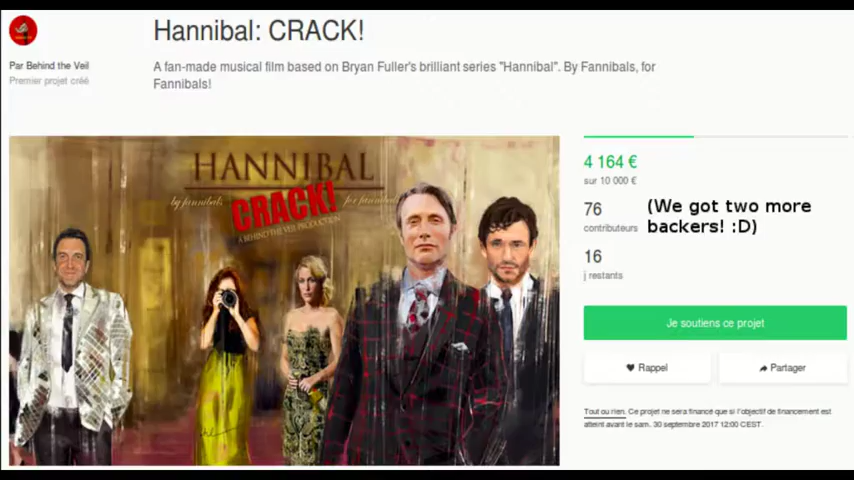 Hannibal: CRACK!
Par Behind the Veil
Premier projet créé
A fan-made musical film based on Bryan Fuller's brilliant series "Hannibal". By Fannibals, for
Fannibals!
HANNIBAL
by fannibals
for fannibals
CRACK!
A BEHIND THE VEIL PRODUCTION
4 164 €
sur 10 000 €
76
contributeurs
(We got two more
backers! :D)
16
j restants
Je soutiens ce projet
Rappel
Partager
Tout ou rien. Ce projet ne sera financé que si l'objectif de financement est
atteint avant le sam. 30 septembre 2017 12:00 CEST.